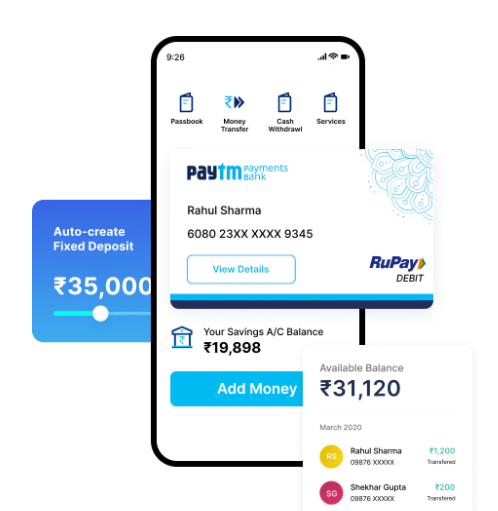 9:26
Passbook
Money
Transfer
Cash
Withdrawl
Services
paytm Payments
Bank
Rahul Sharma
6080 23XX XXXX 9345
View Details
RuPay
DEBIT
Auto-create
Fixed Deposit
₹35,000
Your Savings A/C Balance
₹19,898
Add Money
Available Balance
₹31,120
March 2020
RS
Rahul Sharma
₹1,200
09876 XXXXX
Transfered
SG
Shekhar Gupta
₹200
09876 XXXXX
Transfered